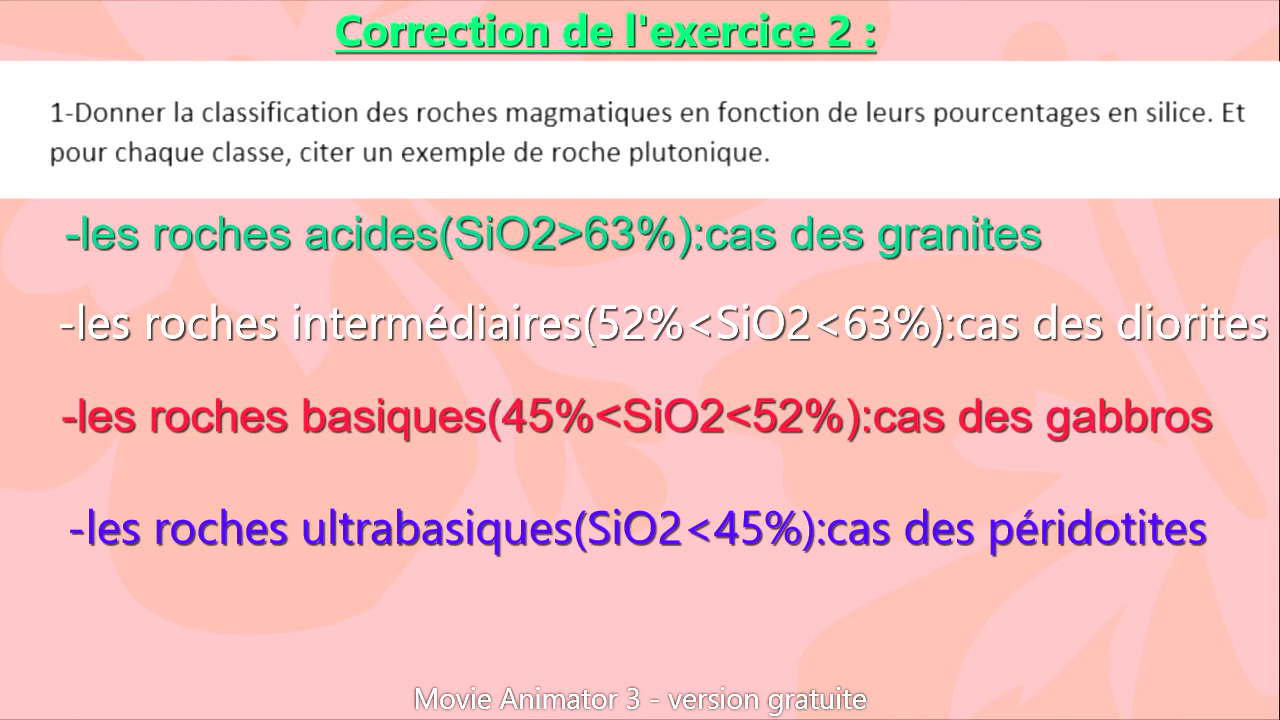 Correction de l'exercice 2 :
1-Donner la classification des roches magmatiques en fonction de leurs pourcentages en silice. Et
pour chaque classe, citer un exemple de roche plutonique.
-les roches acides(SiO2>63%):cas des granites
-les roches intermédiaires(52%<SiO2<63%):cas des diorites
-les roches basiques(45%<SiO2<52%):cas des gabbros
-les roches ultrabasiques(SiO2<45%):cas des péridotites
Movie Animator 3 - version gratuite